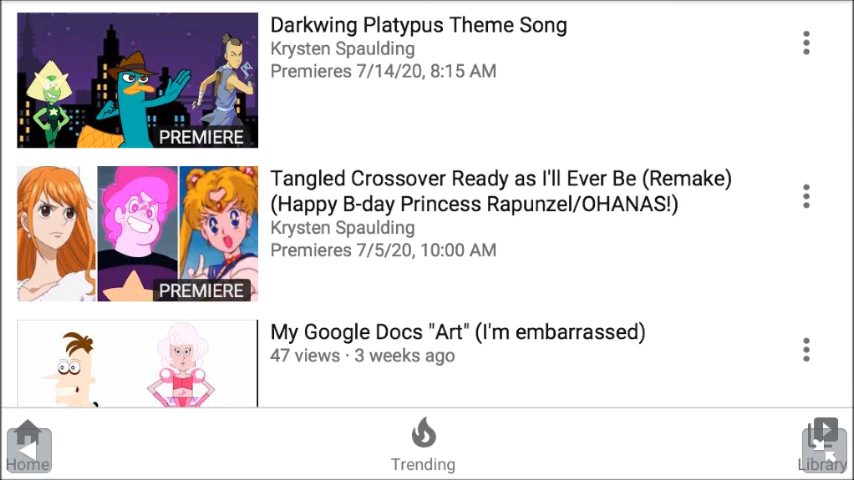 Darkwing Platypus Theme Song
Krysten Spaulding
Premieres 7/14/20, 8:15 AM
PREMIERE
Tangled Crossover Ready as I'll Ever Be (Remake)
(Happy B-day Princess Rapunzel/OHANAS!)
Krysten Spaulding
Premieres 7/5/20, 10:00 AM
PREMIERE
My Google Docs "Art" (I'm embarrassed)
47 views · 3 weeks ago
Home
Trending
Library